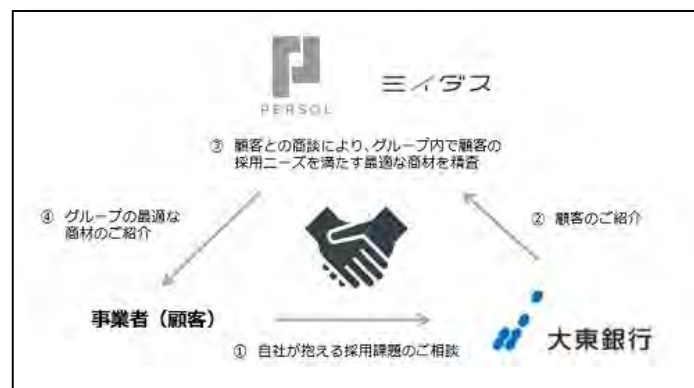 PERSOL
ミイダス
③ 顧客との商談により、グループ内で顧客の
採用ニーズを満たす最適な商材を精査
④ グループの最適な
商材のご紹介
② 顧客のご紹介
事業者（顧客）
① 自社が抱える採用課題のご相談
大東銀行